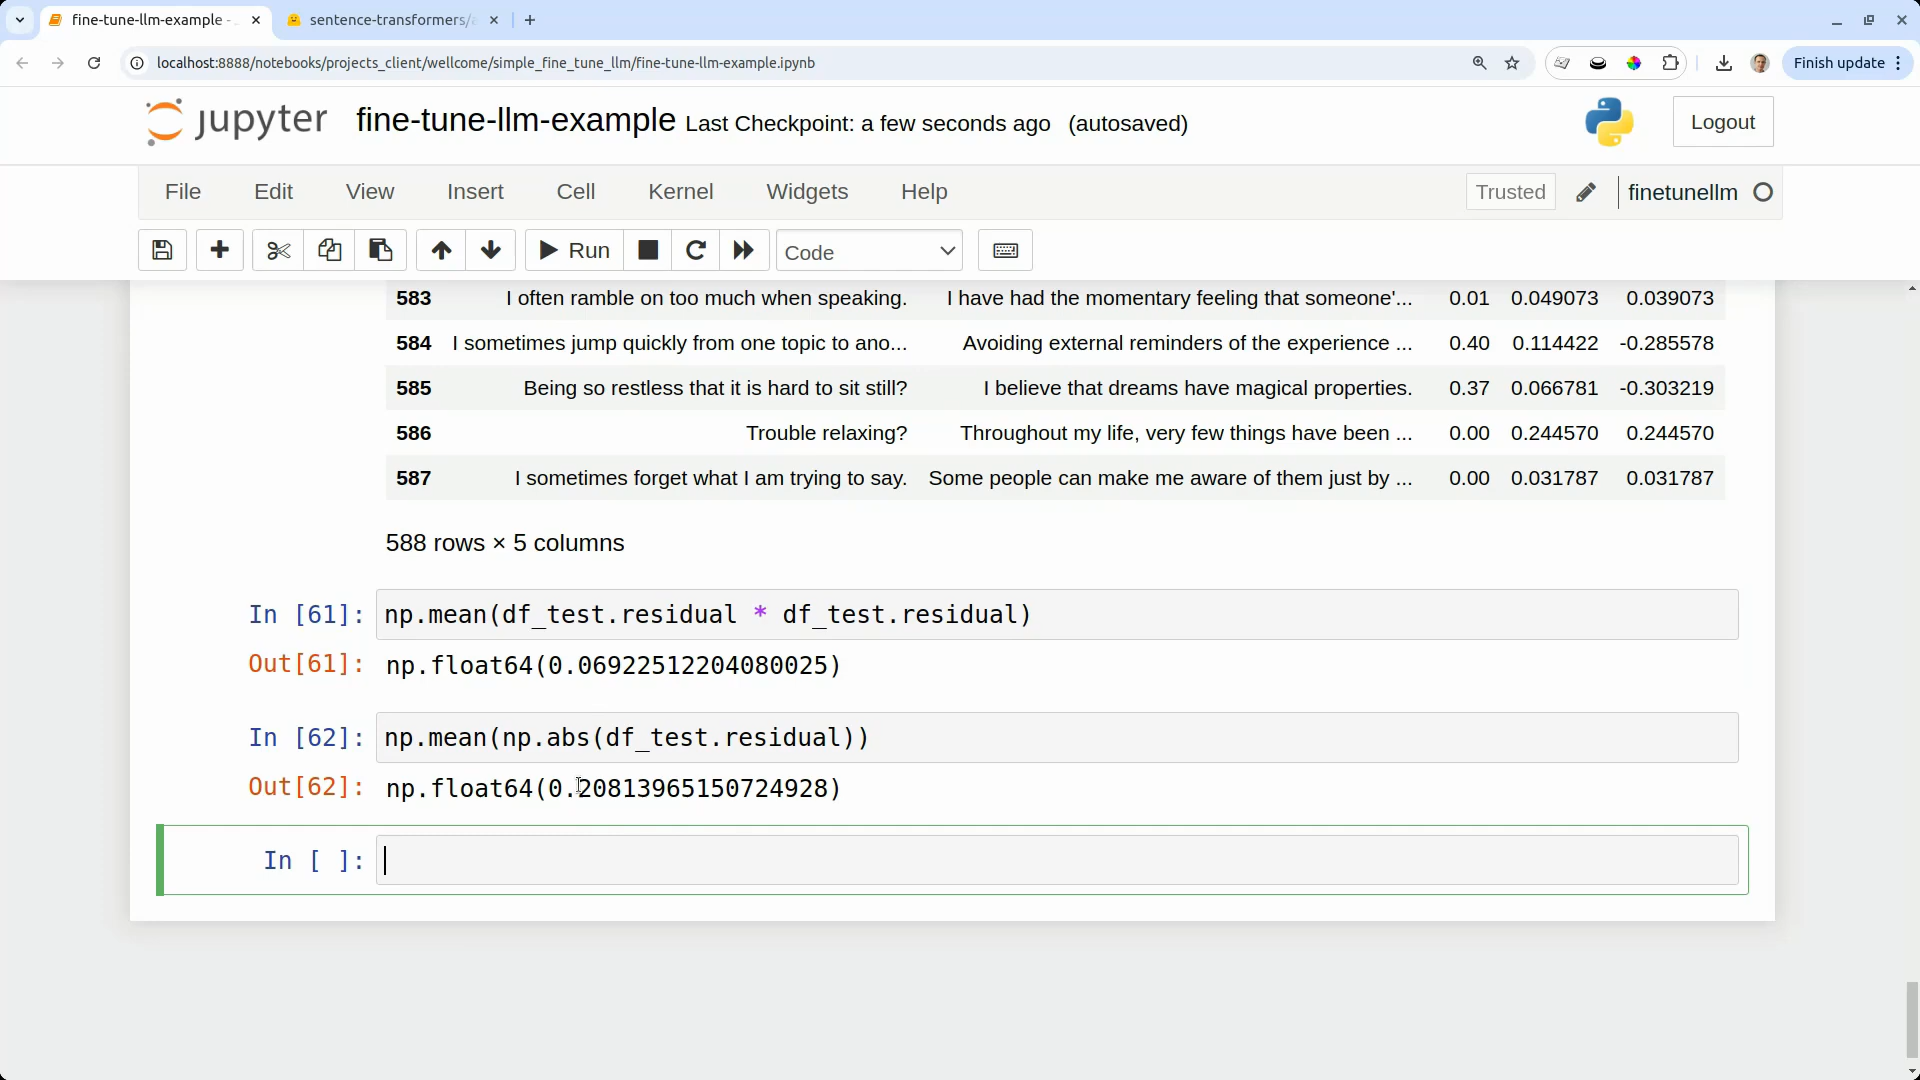 fine-tune-llm-example -
sentence-transformers/a
localhost:8888/notebooks/projects_client/wellcome/simple_fine_tune_llm/fine-tune-llm-example.ipynb
Finish update
jupyter fine-tune-llm-example Last Checkpoint: a few seconds ago (autosaved)
Logout
File Edit View Insert Cell Kernel Widgets Help
Trusted
finetunellm
Run
Code
583 I often ramble on too much when speaking. I have had the momentary feeling that someone'... 0.01 0.049073 0.039073
584 I sometimes jump quickly from one topic to ano... Avoiding external reminders of the experience ... 0.40 0.114422 -0.285578
585 Being so restless that it is hard to sit still? I believe that dreams have magical properties. 0.37 0.066781 -0.303219
586 Trouble relaxing? Throughout my life, very few things have been ... 0.00 0.244570 0.244570
587 I sometimes forget what I am trying to say. Some people can make me aware of them just by ... 0.00 0.031787 0.031787
588 rows × 5 columns
In [61]: np.mean(df_test.residual * df_test.residual)
Out[61]: np.float64(0.06922512204080025)
In [62]: np.mean(np.abs(df_test.residual))
Out[62]: np.float64(0.20813965150724928)
In [ ]: